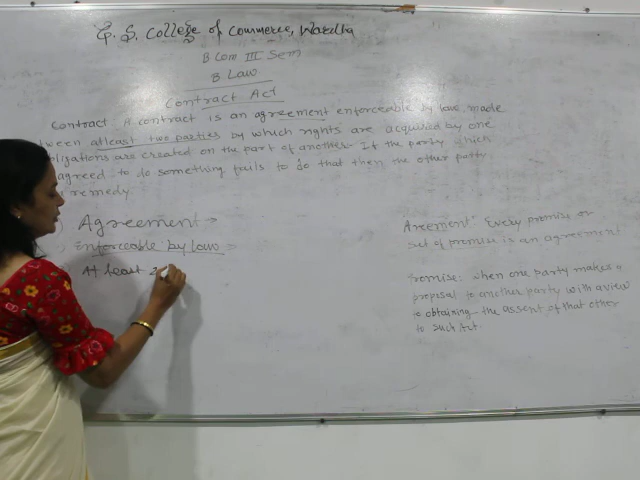 G. S. College of Commerce, Wardha
B Com III Sem
B Law
Contract Act
Contract A contract is an agreement enforceable by law made
tween atleast two parties by which rights are acquired by one
bligations are created on the part of another. If the party which
agreed to do something fails to do that then the other party
remedy
Agreement
Enforceable by law
At least 2
Areement: Every promise or
set of promise is an agreement
Promise: when one party makes a
proposal to another party with a view
to obtaining the assent of that other
to such Act.